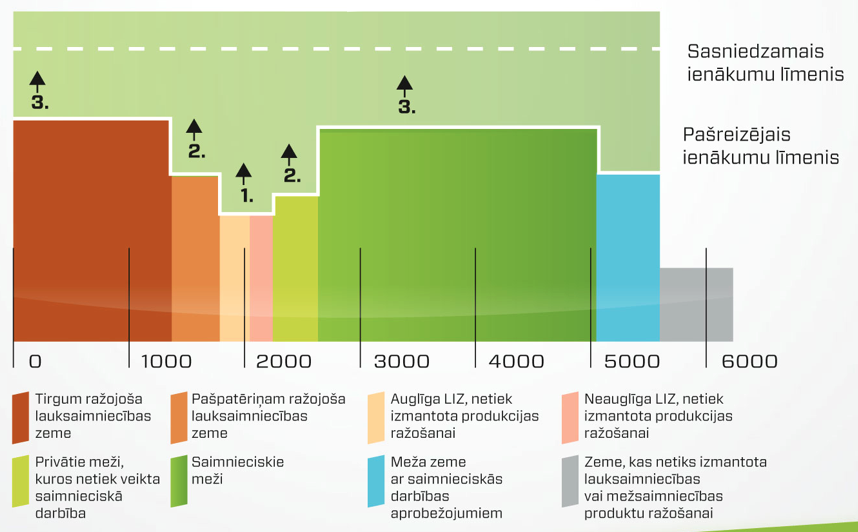 Sasniedzamais
ienākumu līmenis
3.
3.
Pašreizējais
ienākumu līmenis
2.
2.
1.
0
1000
2000
3000
4000
5000
6000
Tirgum ražojoša
lauksaimniecības
zeme
Pašpatēriņam ražojoša
lauksaimniecības
zeme
Auglīga LIZ, netiek
izmantota produkcijas
ražošanai
Neauglīga LIZ, netiek
izmantota produkcijas
ražošanai
Privātie meži,
kuros netiek veikta
saimnieciskā
darbība
Saimnieciskie
meži
Meža zeme
ar saimnieciskās
darbības
aprobežojumiem
Zeme, kas netiks izmantota
lauksaimniecības
vai mežsaimniecības
produktu ražošanai